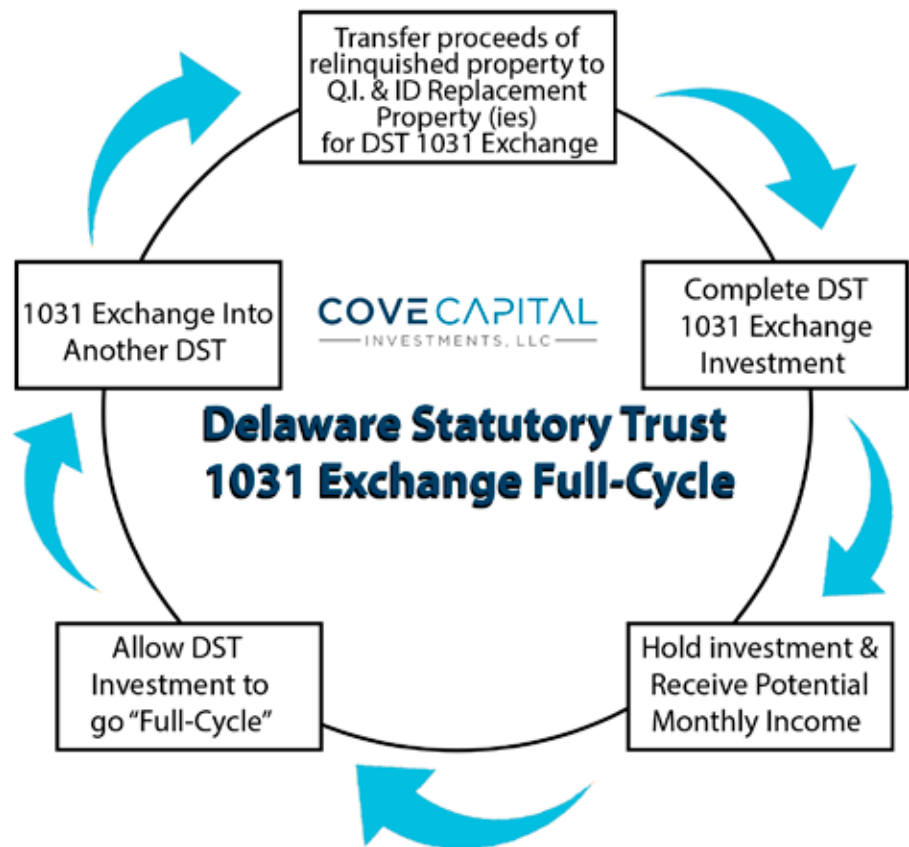 Transfer proceeds of
relinquished property to
Q.I. & ID Replacement
Property (ies)
for DST 1031 Exchange
1031 Exchange Into
Another DST
COVE CAPITAL
INVESTMENTS, LLC
Complete DST
1031 Exchange
Investment
Delaware Statutory Trust
1031 Exchange Full-Cycle
Allow DST
Investment to
go "Full-Cycle"
Hold investment &
Receive Potential
Monthly Income